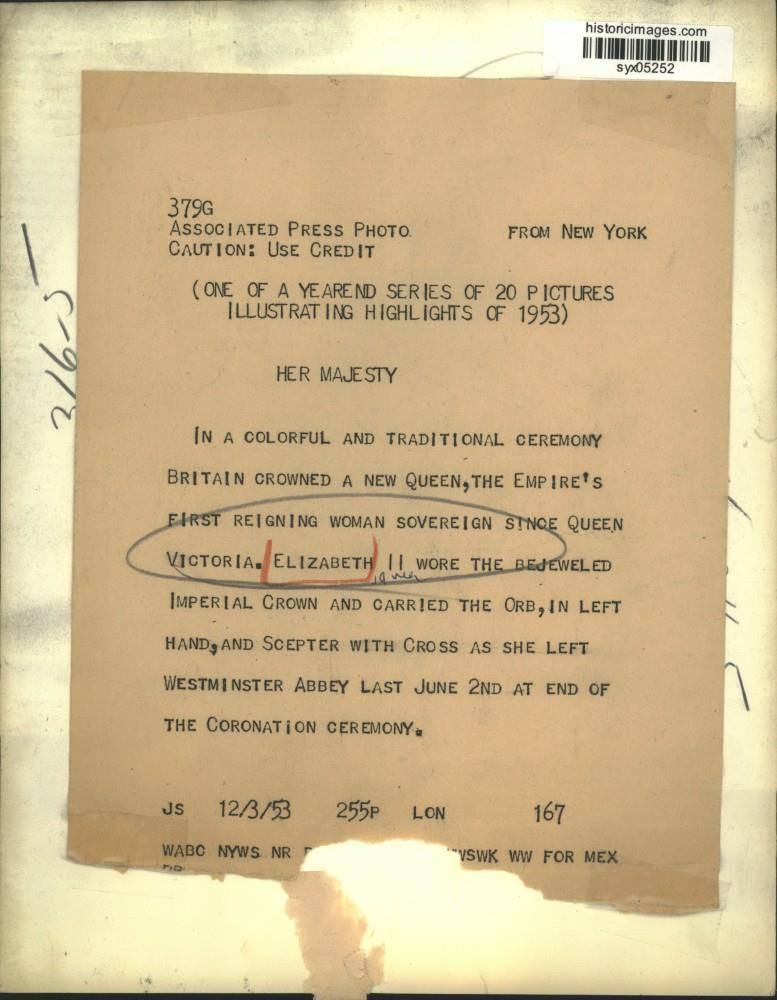 historicimages.com
syx05252
379G
ASSOCIATED PRESS PHOTO. FROM NEW YORK
CAUTION: USE CREDIT
(ONE OF A YEAREND SERIES OF 20 PICTURES
ILLUSTRATING HIGHLIGHTS OF 1953)
HER MAJESTY
IN A COLORFUL AND TRADITIONAL CEREMONY
BRITAIN CROWNED A NEW QUEEN, THE EMPIRE'S
FIRST REIGNING WOMAN SOVEREIGN SINCE QUEEN
VICTORIA. ELIZABETH II WORE THE BEJEWELED
IMPERIAL CROWN AND CARRIED THE ORB, IN LEFT
HAND, AND SCEPTER WITH CROSS AS SHE LEFT
WESTMINSTER ABBEY LAST JUNE 2ND AT END OF
THE CORONATION CEREMONY.
JS 12/3/53 255P LON 167
WABC NYWS NR WSWK WW FOR MEX
316-5